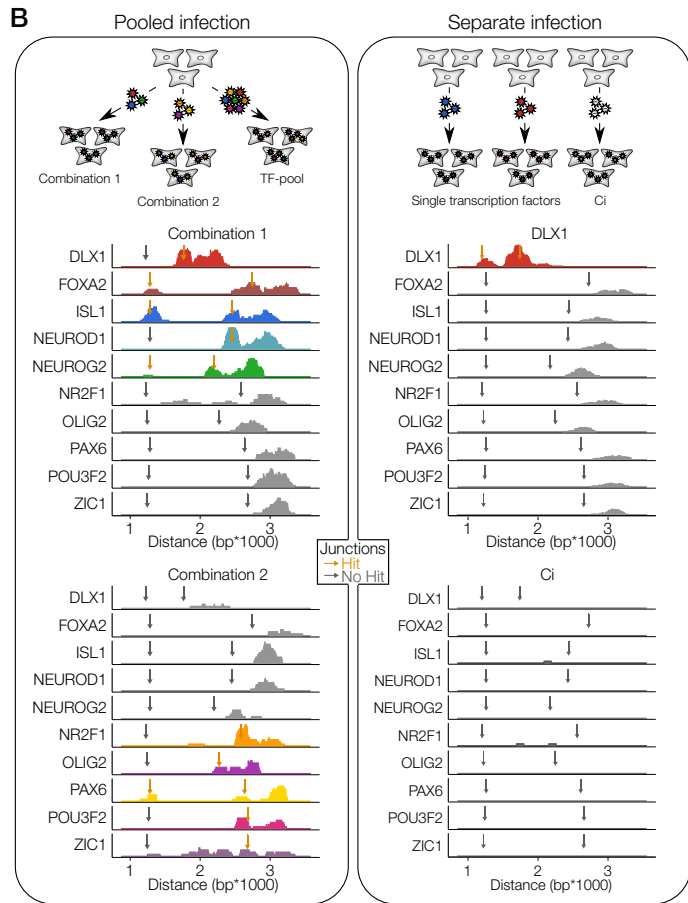 B
Pooled infection
Combination 1
Combination 2
TF-pool
Combination 1
DLX1
FOXA2
ISL1
NEUROD1
NEUROG2
NR2F1
OLIG2
PAX6
POU3F2
ZIC1
1 2 3
Distance (bp*1000)
Combination 2
DLX1
FOXA2
ISL1
NEUROD1
NEUROG2
NR2F1
OLIG2
PAX6
POU3F2
ZIC1
1 2 3
Distance (bp*1000)
Junctions
Hit
No Hit
Separate infection
Single transcription factors
Ci
DLX1
DLX1
FOXA2
ISL1
NEUROD1
NEUROG2
NR2F1
OLIG2
PAX6
POU3F2
ZIC1
1 2 3
Distance (bp*1000)
Ci
DLX1
FOXA2
ISL1
NEUROD1
NEUROG2
NR2F1
OLIG2
PAX6
POU3F2
ZIC1
1 2 3
Distance (bp*1000)